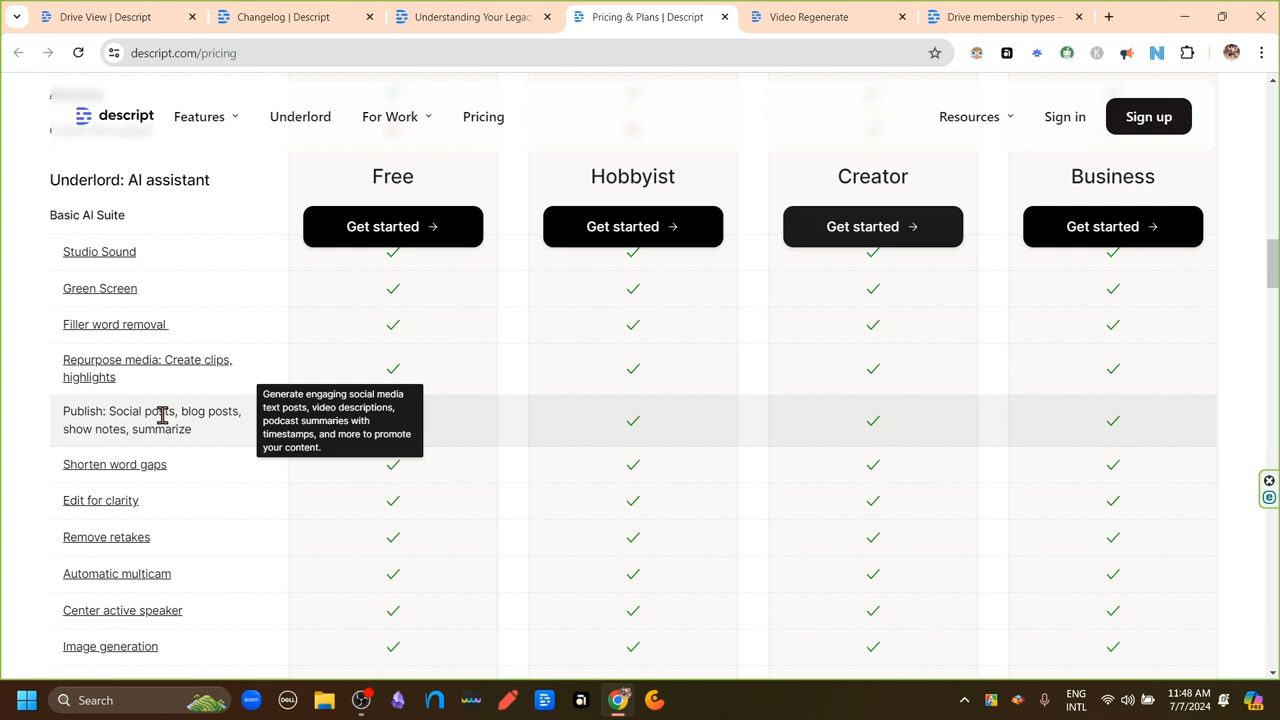 Drive View | Descript
Changelog | Descript
Understanding Your Legac
Pricing & Plans | Descript
Video Regenerate
Drive membership types –
descript.com/pricing
descript
Features
Underlord
For Work
Pricing
Resources
Sign in
Sign up
Underlord: AI assistant
Free
Hobbyist
Creator
Business
Basic AI Suite
Get started →
Get started →
Get started →
Get started →
Studio Sound
Green Screen
Filler word removal
Repurpose media: Create clips,
highlights
Publish: Social posts, blog posts,
show notes, summarize
Generate engaging social media
text posts, video descriptions,
podcast summaries with
timestamps, and more to promote
your content.
Shorten word gaps
Edit for clarity
Remove retakes
Automatic multicam
Center active speaker
Image generation
Search
zoom
DELL
ENG
INTL
11:48 AM
7/7/2024